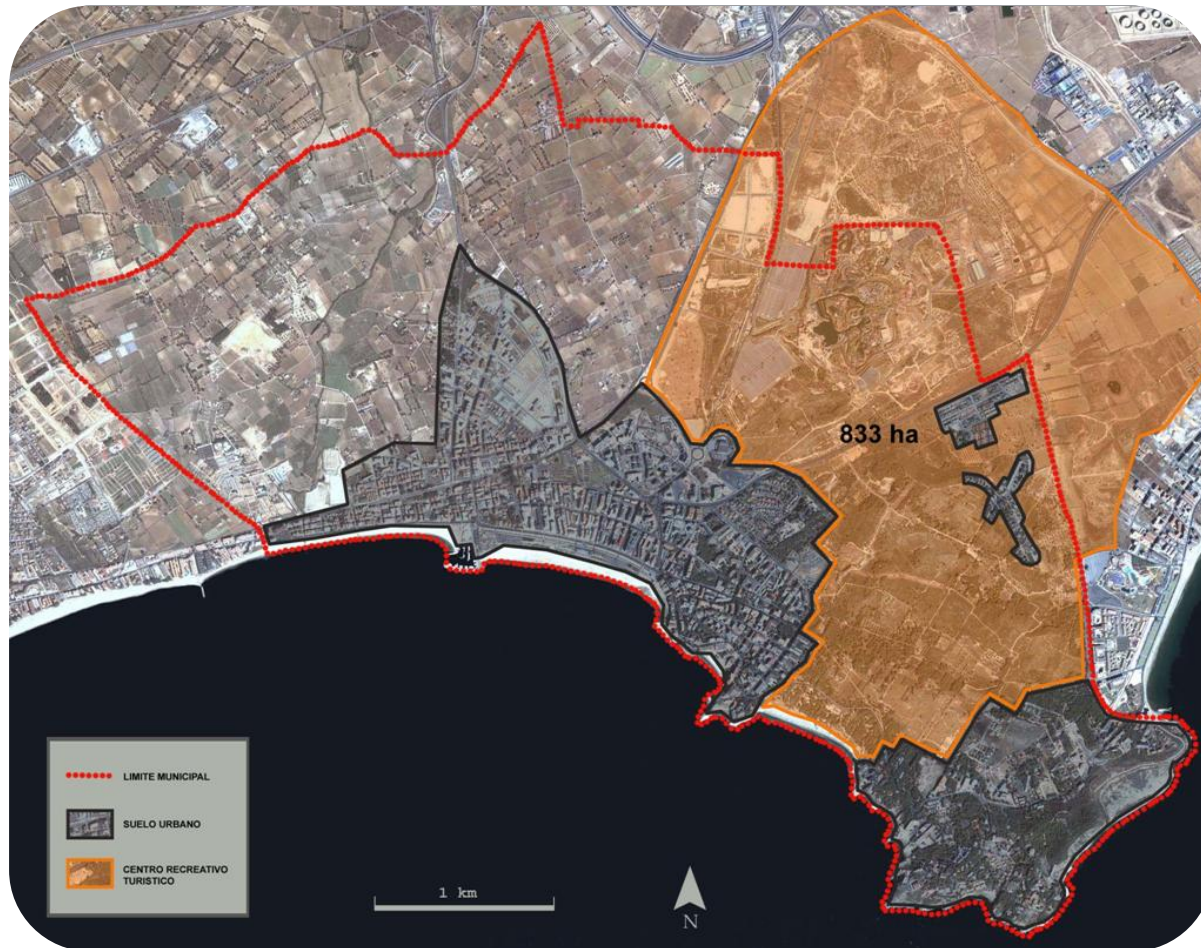 833 ha
LIMITE MUNICIPAL
SUELO URBANO
CENTRO RECREATIVO
TURISTICO
1 km
N